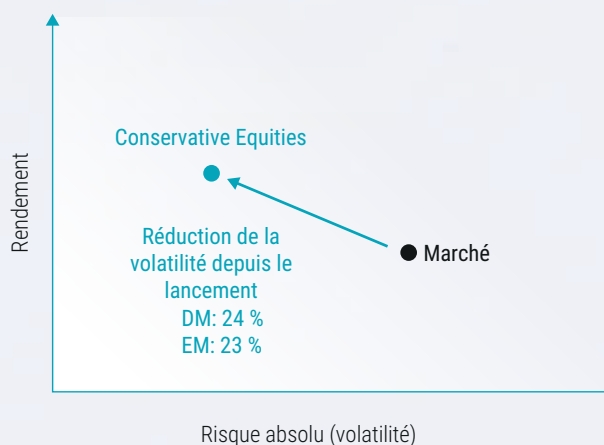 Rendement
Conservative Equities
Réduction de la
volatilité depuis le
lancement
DM: 24 %
EM: 23 %
Marché
Risque absolu (volatilité)